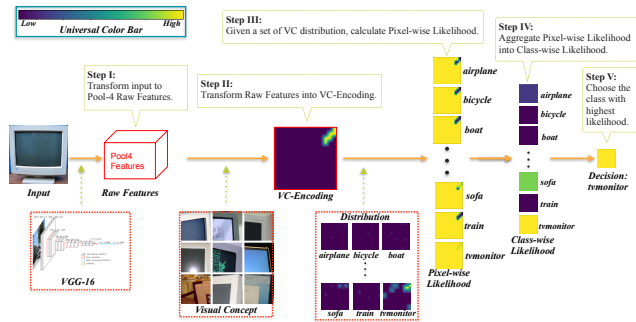 Low
High
Universal Color Bar
Step I:
Transform input to
Pool-4 Raw Features.
Step II:
Transform Raw Features into VC-Encoding.
Step III:
Given a set of VC distribution, calculate Pixel-wise Likelihood.
Step IV:
Aggregate Pixel-wise Likelihood
into Class-wise Likelihood.
Step V:
Choose the
class with
highest
likelihood.
Input
Pool4
Features
Raw Features
VC-Encoding
airplane
bicycle
boat
sofa
train
tvmonitor
Pixel-wise
Likelihood
airplane
bicycle
boat
sofa
train
tvmonitor
Class-wise
Likelihood
Decision:
tvmonitor
VGG-16
Visual Concept
Distribution
airplane bicycle boat
sofa train tvmonitor